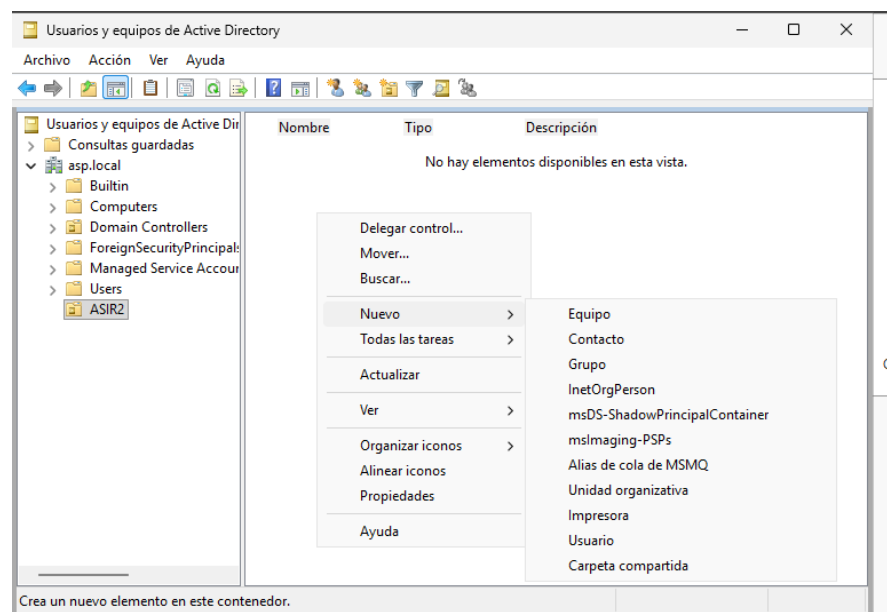 Usuarios y equipos de Active Directory
Archivo Acción Ver Ayuda
Usuarios y equipos de Active Dir
Consultas guardadas
asp.local
Builtin
Computers
Domain Controllers
ForeignSecurityPrincipals
Managed Service Accour
Users
ASIR2
Nombre Tipo Descripción
No hay elementos disponibles en esta vista.
Delegar control...
Mover...
Buscar...
Nuevo
Todas las tareas
Actualizar
Ver
Organizar iconos
Alinear iconos
Propiedades
Ayuda
Equipo
Contacto
Grupo
InetOrgPerson
msDS-ShadowPrincipalContainer
msImaging-PSPs
Alias de cola de MSMQ
Unidad organizativa
Impresora
Usuario
Carpeta compartida
Crea un nuevo elemento en este contenedor.